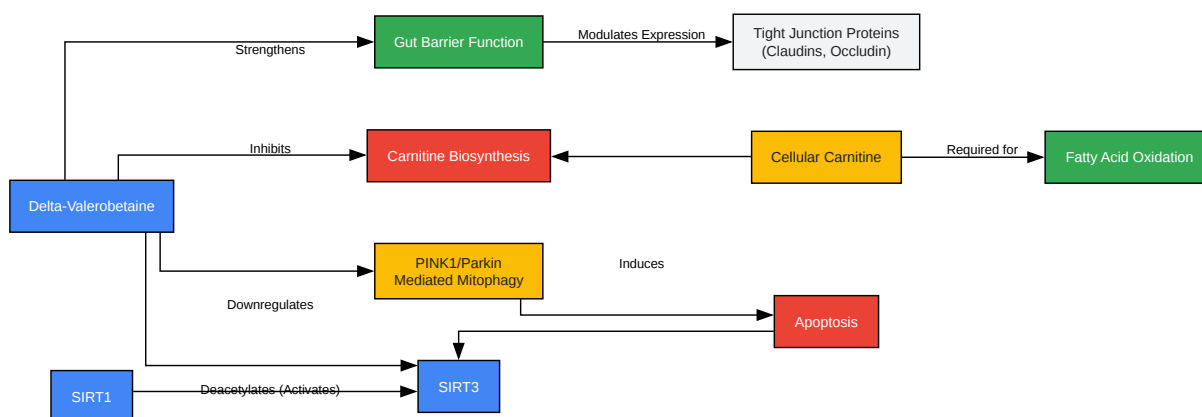 Strengthens
Gut Barrier Function
Modulates Expression
Tight Junction Proteins
(Claudins, Occludin)
Inhibits
Carnitine Biosynthesis
Cellular Carnitine
Required for
Fatty Acid Oxidation
Delta-Valerobetaine
PINK1/Parkin
Mediated Mitophagy
Induces
Downregulates
Apoptosis
SIRT1
Deacetylates (Activates)
SIRT3